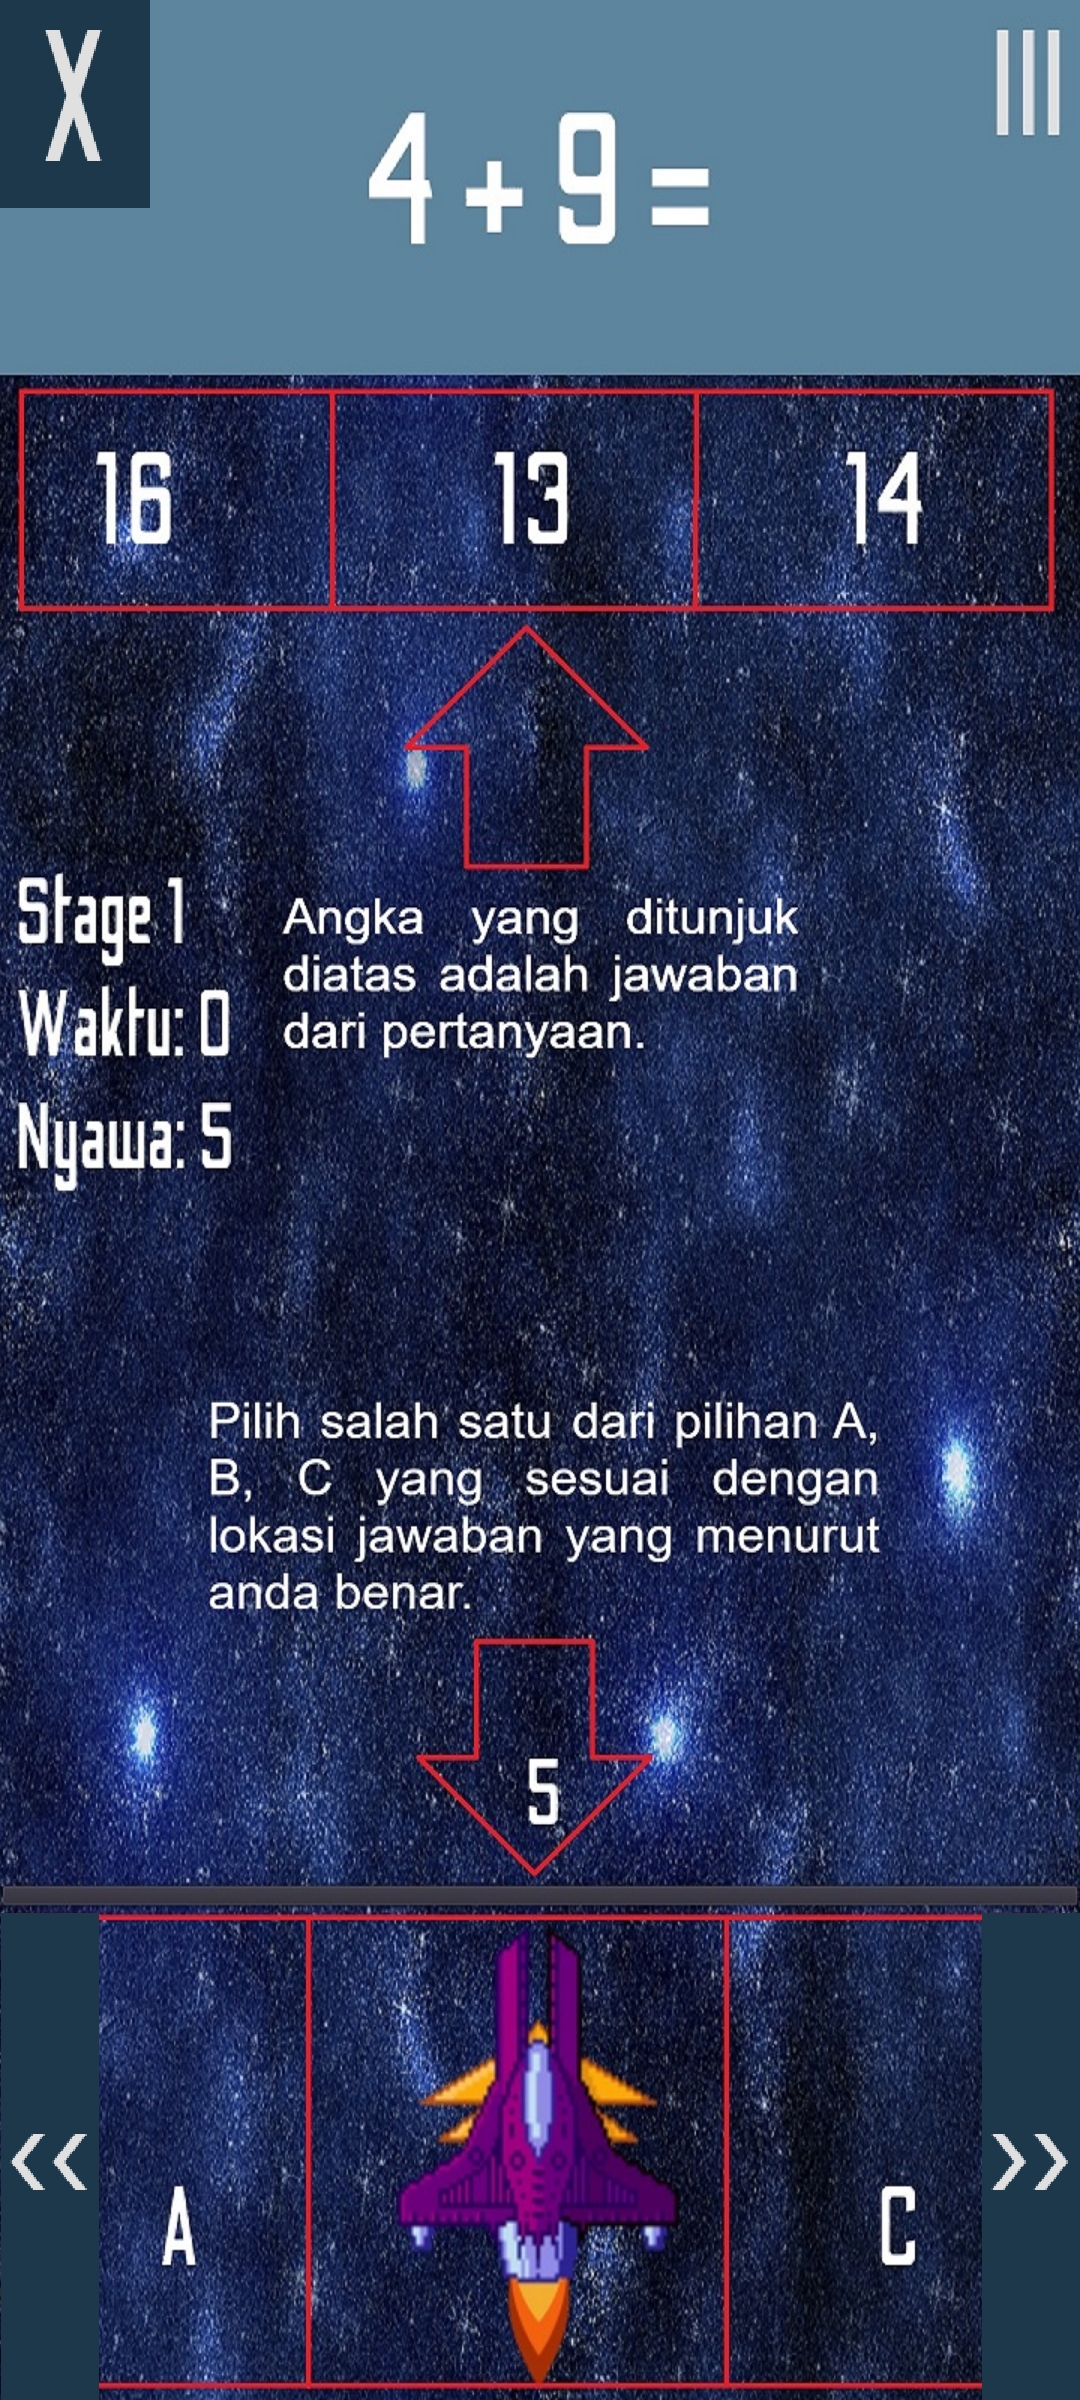 X
|||
4 + 9 =
16 13 14
Stage 1
Waktu: 0
Nyawa: 5
Angka yang ditunjuk
diatas adalah jawaban
dari pertanyaan.
Pilih salah satu dari pilihan A,
B, C yang sesuai dengan
lokasi jawaban yang menurut
anda benar.
5
<< >>
A C